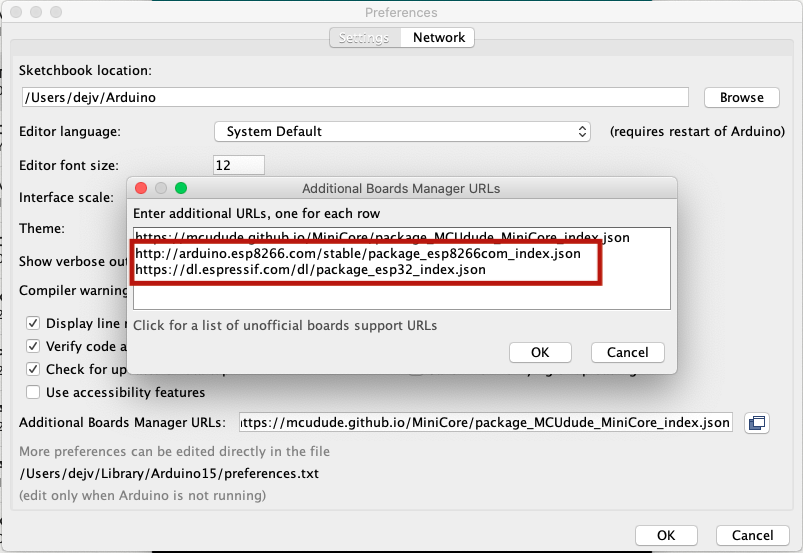 Preferences
Settings Network
Sketchbook location:
/Users/dejv/Arduino Browse
Editor language: System Default (requires restart of Arduino)
Editor font size: 12
Interface scale:
Theme:
Show verbose
Compiler
Display line
Verify code
Check for
Use accessibility features
Additional Boards Manager URLs
Enter additional URLs, one for each row
https://mcudude.github.io/MiniCore/package_MCUdude_MiniCore_index.json
http://arduino.esp8266.com/stable/package_esp8266com_index.json
https://dl.espressif.com/dl/package_esp32_index.json
Click for a list of unofficial boards support URLs
OK Cancel
Additional Boards Manager URLs: ttps://mcudude.github.io/MiniCore/package_MCUdude_MiniCore_index.json
More preferences can be edited directly in the file
/Users/dejv/Library/Arduino15/preferences.txt
(edit only when Arduino is not running)
OK Cancel